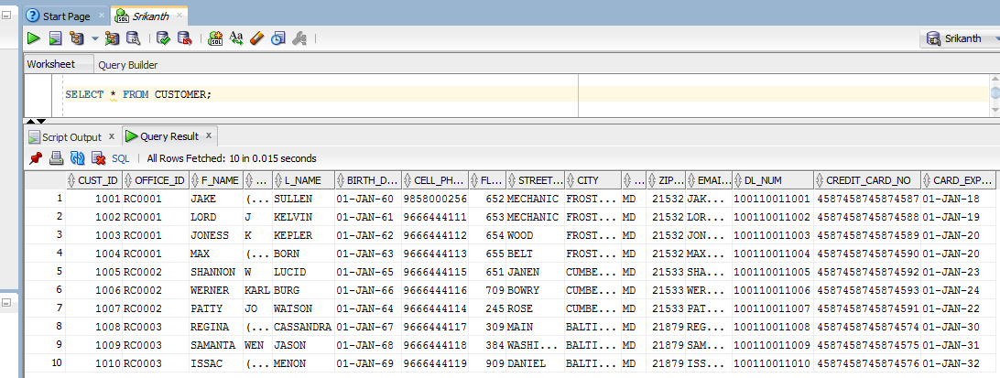 Start Page × Srikanth ×
Srikanth
Worksheet Query Builder
SELECT * FROM CUSTOMER;
Script Output x Query Result x
SQL | All Rows Fetched: 10 in 0.015 seconds
CUST_ID OFFICE_ID F_NAME ... L_NAME BIRTH_D... CELL_PH... FL... STREET... CITY ... ZIP... EMAI... DL_NUM CREDIT_CARD_NO CARD_EXP...
1 1001 RC0001 JAKE (... SULLEN 01-JAN-60 9858000256 652 MECHANIC FROST... MD 21532 JAK... 100110011001 4587458745874587 01-JAN-18
2 1002 RC0001 LORD J KELVIN 01-JAN-61 9666444111 653 MECHANIC FROST... MD 21532 LOR... 100110011002 4587458745874588 01-JAN-19
3 1003 RC0001 JONESS K KEPLER 01-JAN-62 9666444112 654 WOOD FROST... MD 21532 JON... 100110011003 4587458745874589 01-JAN-20
4 1004 RC0001 MAX (... BORN 01-JAN-63 9666444113 655 BELT FROST... MD 21532 MAX... 100110011004 4587458745874590 01-JAN-20
5 1005 RC0002 SHANNON W LUCID 01-JAN-65 9666444115 651 JANEN CUMBE... MD 21533 SHA... 100110011005 4587458745874592 01-JAN-23
6 1006 RC0002 WERNER KARL BURG 01-JAN-66 9666444116 709 BOWRY CUMBE... MD 21533 WER... 100110011006 4587458745874593 01-JAN-24
7 1007 RC0002 PATTY JO WATSON 01-JAN-64 9666444114 245 ROSE CUMBE... MD 21533 PAT... 100110011007 4587458745874591 01-JAN-22
8 1008 RC0003 REGINA (... CASSANDRA 01-JAN-67 9666444117 309 MAIN BALTI... MD 21879 REG... 100110011008 4587458745874574 01-JAN-30
9 1009 RC0003 SAMANTA WEN JASON 01-JAN-68 9666444118 384 WASHI... BALTI... MD 21879 SAM... 100110011009 4587458745874575 01-JAN-31
10 1010 RC0003 ISSAC (... MENON 01-JAN-69 9666444119 909 DANIEL BALTI... MD 21879 ISS... 100110011010 4587458745874576 01-JAN-32